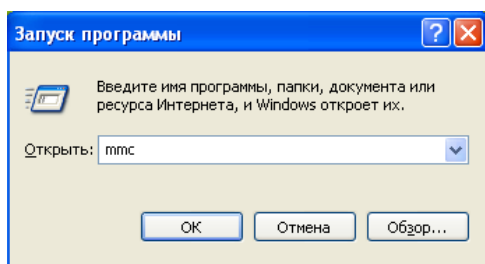 Запуск программы
Введите имя программы, папки, документа или
ресурса Интернета, и Windows откроет их.
Открыть: mmc
ОК Отмена Обзор...